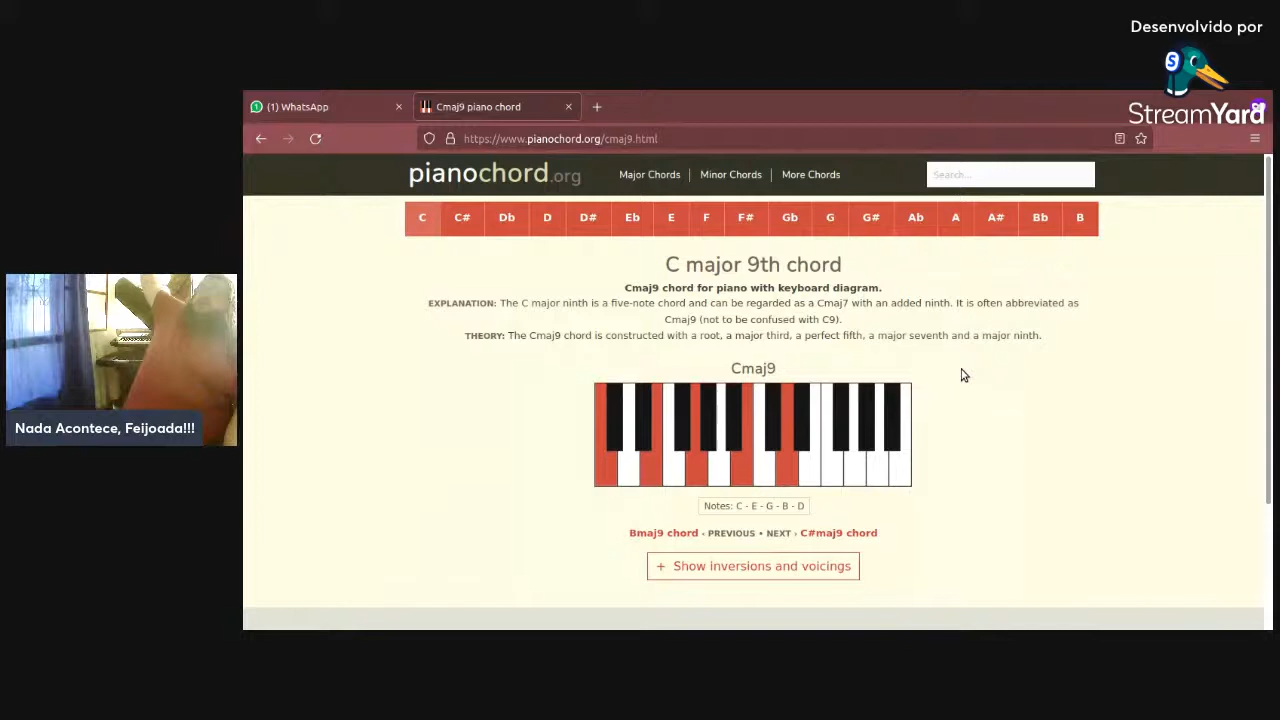 Desenvolvido por
S
StreamYard
(1) WhatsApp
Cmaj9 piano chord
https://www.pianochord.org/cmaj9.html
pianochord.org
Major Chords
Minor Chords
More Chords
Search...
C C# Db D D# Eb E F F# Gb G G# Ab A A# Bb B
C major 9th chord
Cmaj9 chord for piano with keyboard diagram.
EXPLANATION: The C major ninth is a five-note chord and can be regarded as a Cmaj7 with an added ninth. It is often abbreviated as
Cmaj9 (not to be confused with C9).
THEORY: The Cmaj9 chord is constructed with a root, a major third, a perfect fifth, a major seventh and a major ninth.
Cmaj9
Notes: C - E - G - B - D
Bmaj9 chord ‹ PREVIOUS • NEXT › C#maj9 chord
+ Show inversions and voicings
Nada Acontece, Feijoada!!!